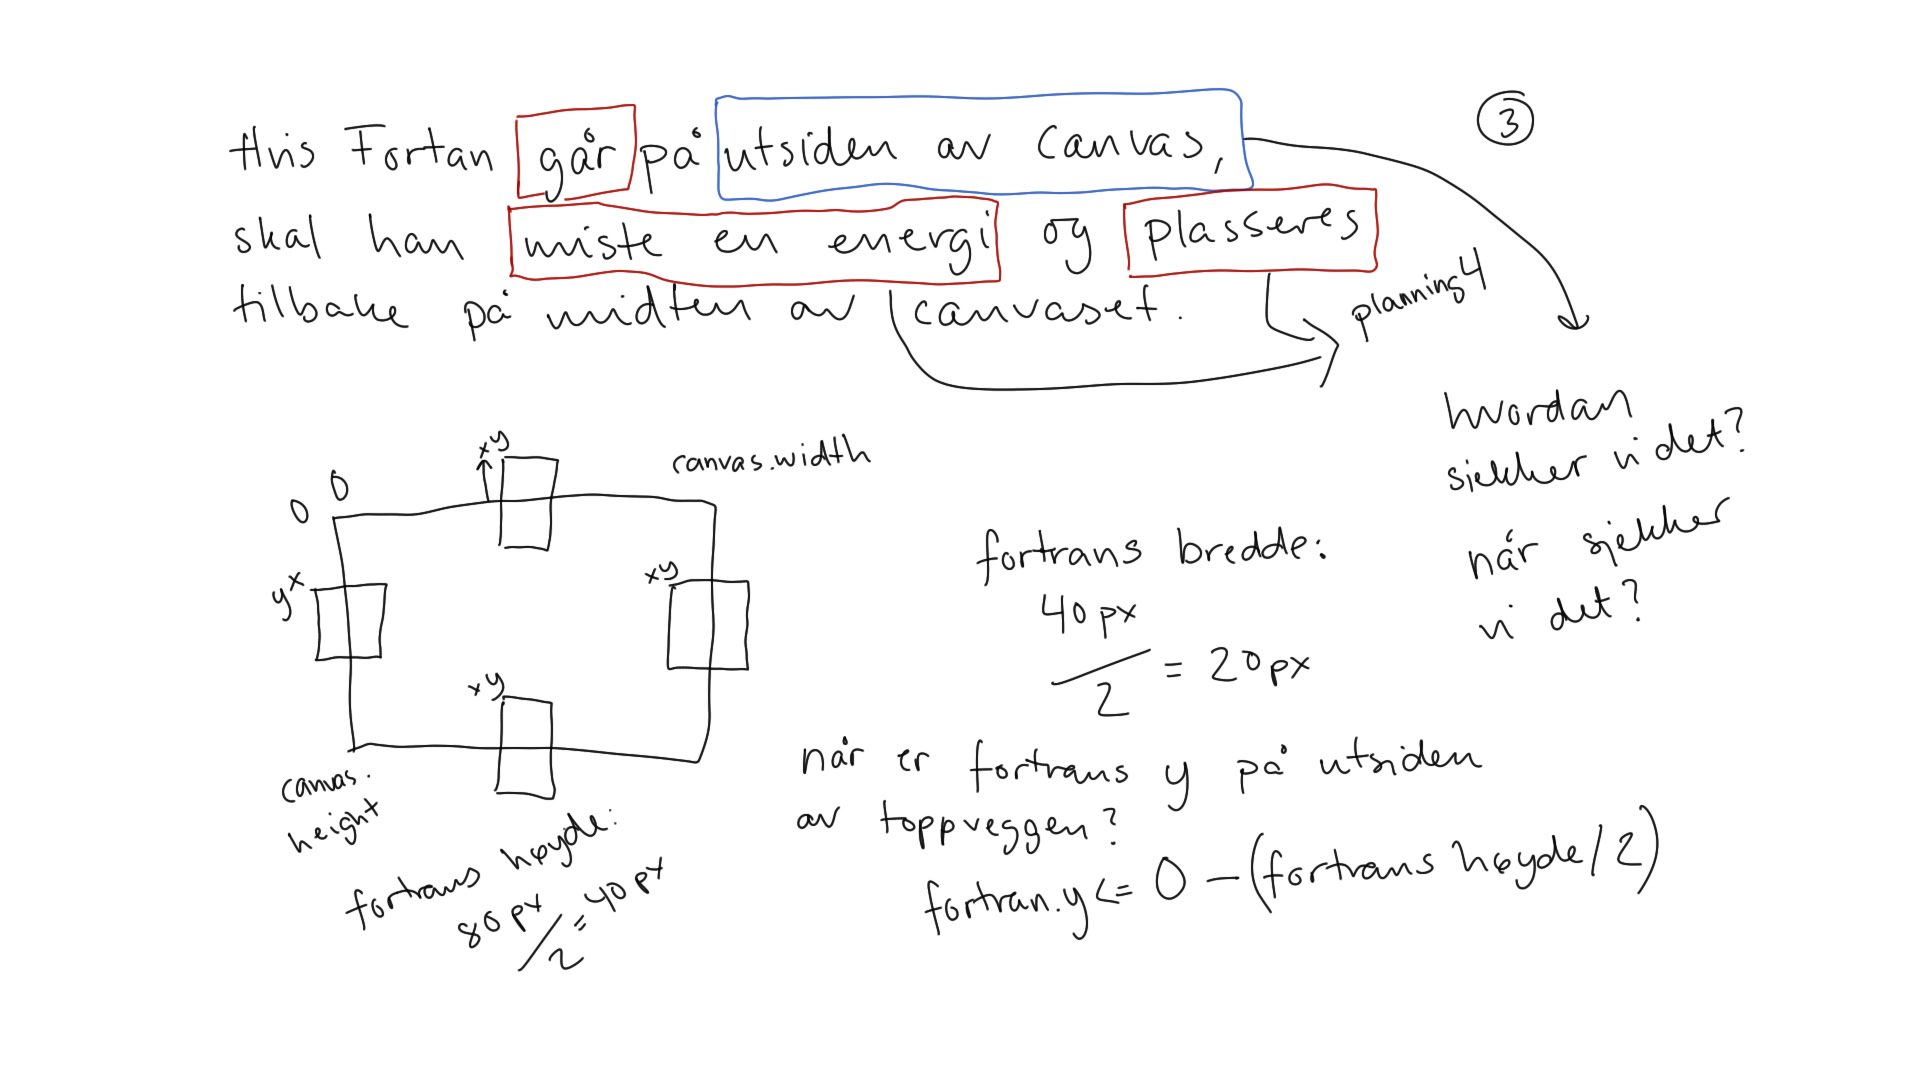 Hvis Fortan går på utsiden av canvas,
3
skal han miste en energi og plasseres
tilbake på midten av canvaset.
planning4
hvordan
sjekker vi det?
når sjekker
vi det?
xy
canvas.width
0
0
yx
xy
xy
canvas.
height
fortrans høyde:
80px
/2 = 40px
fortrans bredde:
40px
/2 = 20px
når er fortrans y på utsiden
av toppveggen?
fortran.y <= 0 - (fortrans høyde/2)